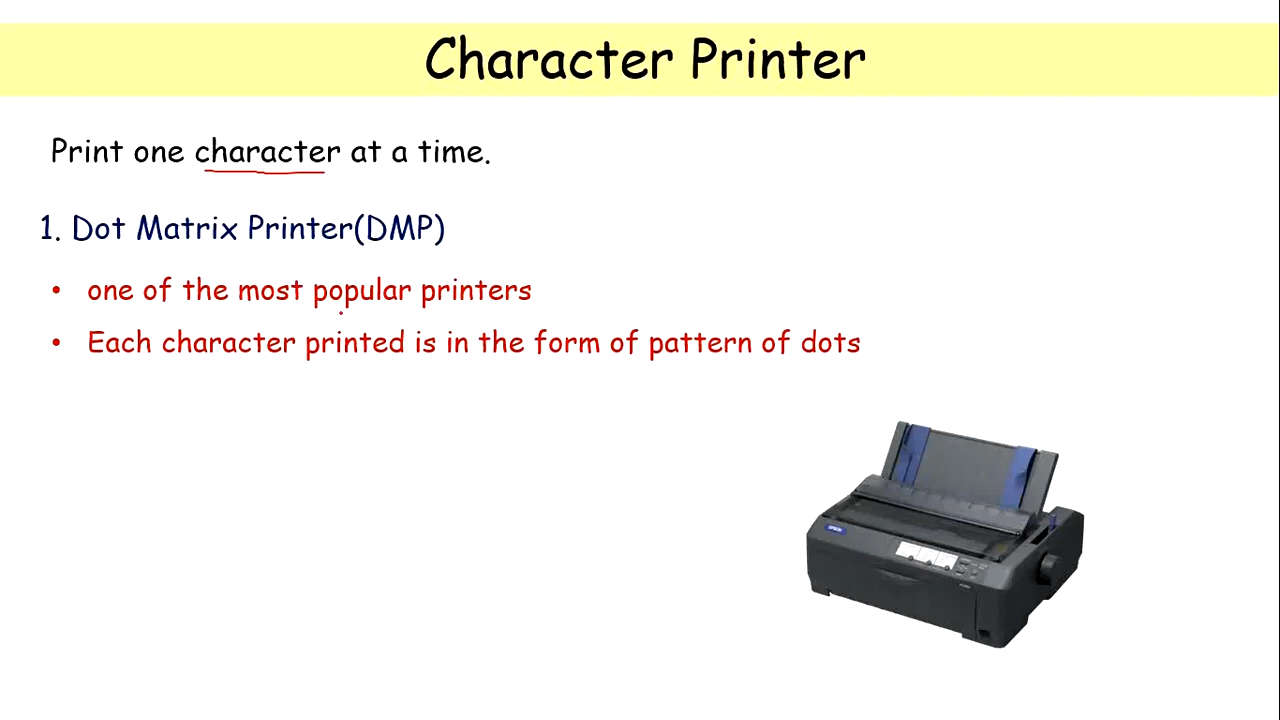 Character Printer
Print one character at a time.
1. Dot Matrix Printer(DMP)
• one of the most popular printers
• Each character printed is in the form of pattern of dots
EPSON